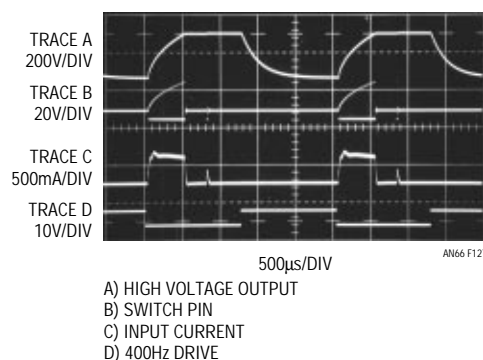 TRACE A
200V/DIV
TRACE B
20V/DIV
TRACE C
500mA/DIV
TRACE D
10V/DIV
500µs/DIV
AN66 F12
A) HIGH VOLTAGE OUTPUT
B) SWITCH PIN
C) INPUT CURRENT
D) 400Hz DRIVE